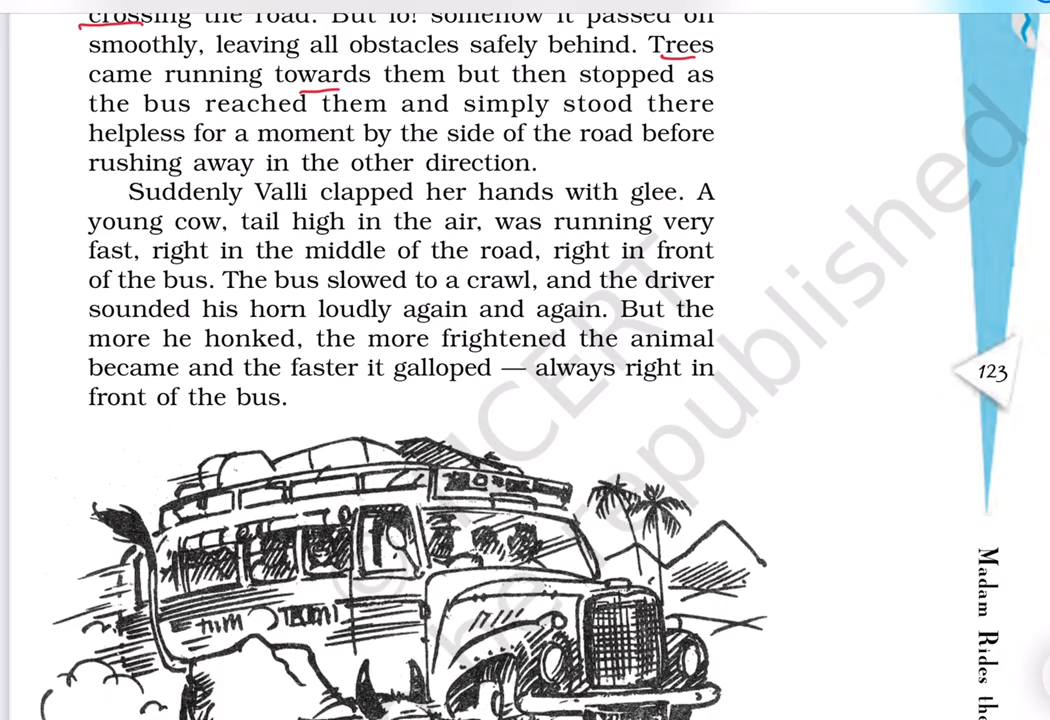 crossing the road. But lo! somehow it passed on
smoothly, leaving all obstacles safely behind. Trees
came running towards them but then stopped as
the bus reached them and simply stood there
helpless for a moment by the side of the road before
rushing away in the other direction.
Suddenly Valli clapped her hands with glee. A
young cow, tail high in the air, was running very
fast, right in the middle of the road, right in front
of the bus. The bus slowed to a crawl, and the driver
sounded his horn loudly again and again. But the
more he honked, the more frightened the animal
became and the faster it galloped — always right in
front of the bus.
123
Madam Rides the
© NCERT
be republished